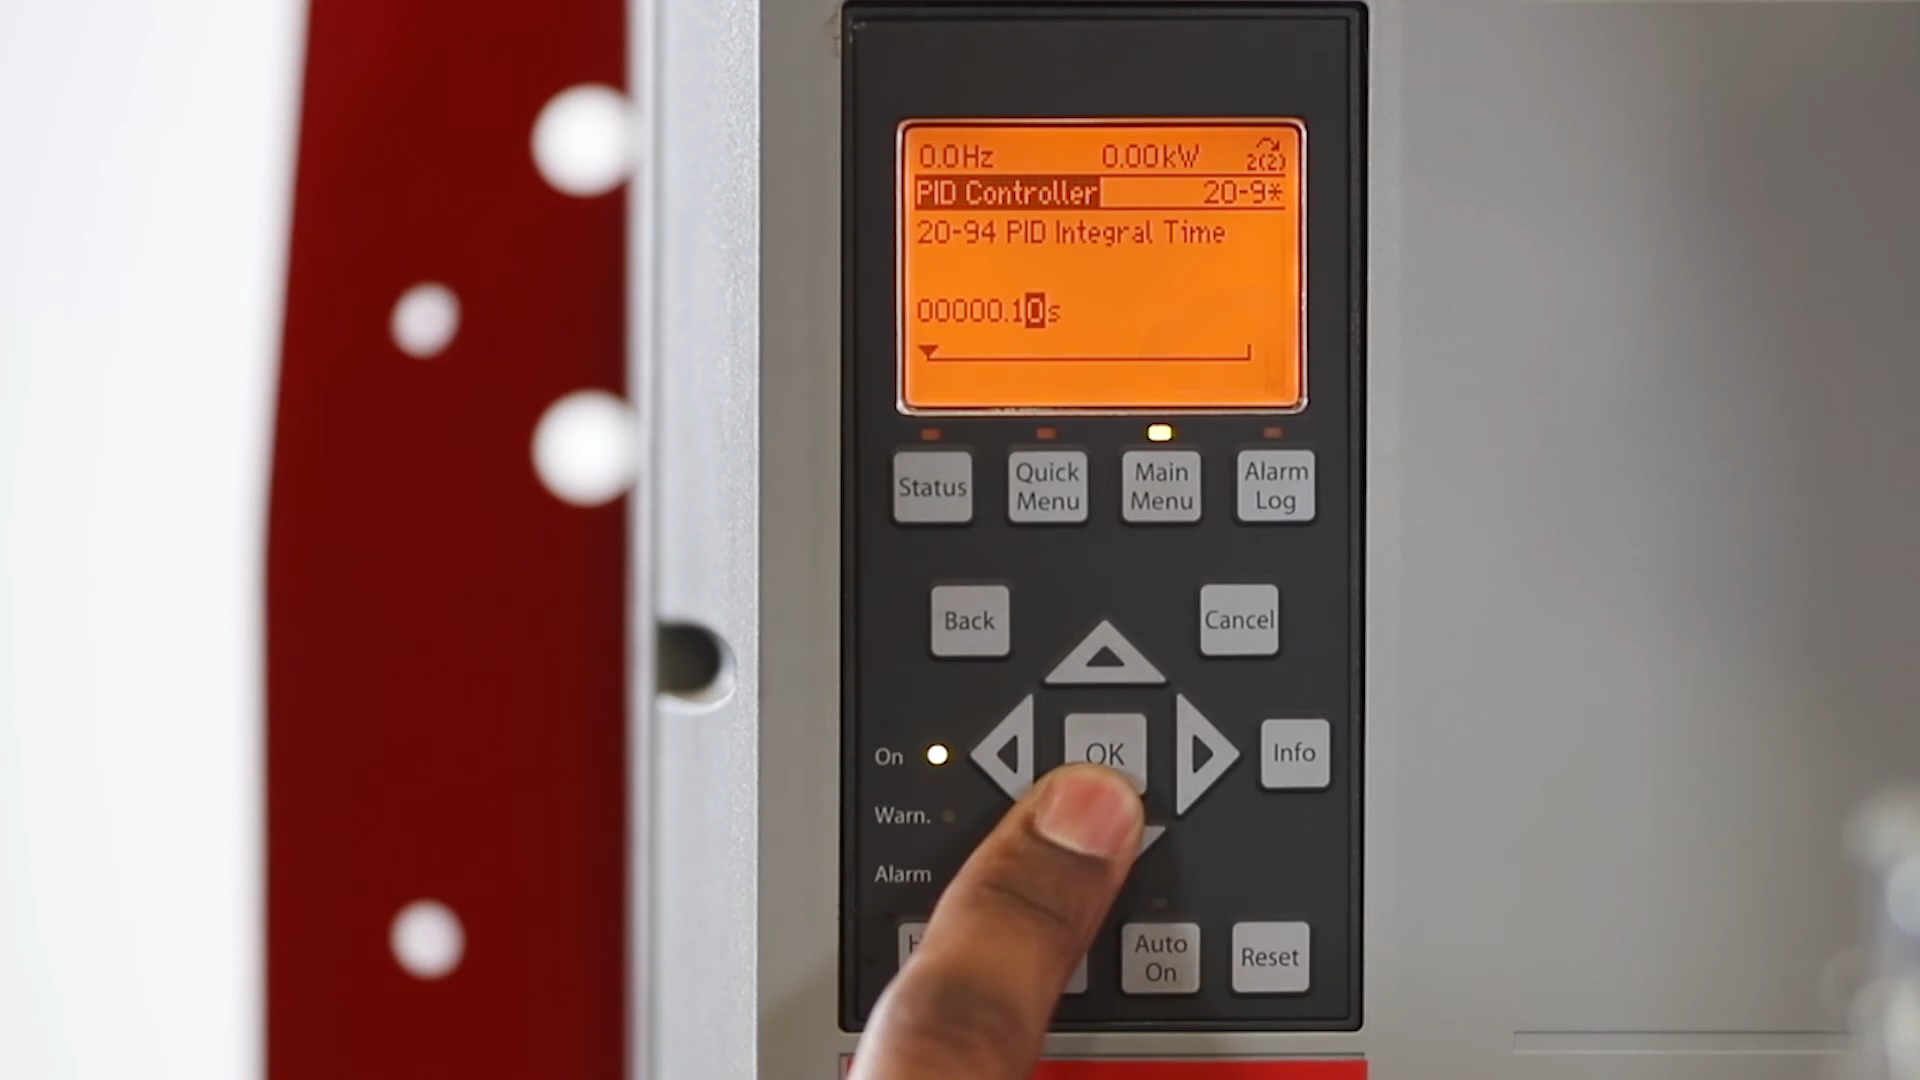 0.0Hz 0.00kW 2(2)
PID Controller 20-9*
20-94 PID Integral Time
00000.10s
Status
Quick
Menu
Main
Menu
Alarm
Log
Back
Cancel
OK
Info
On
Warn.
Alarm
Auto
On
Reset